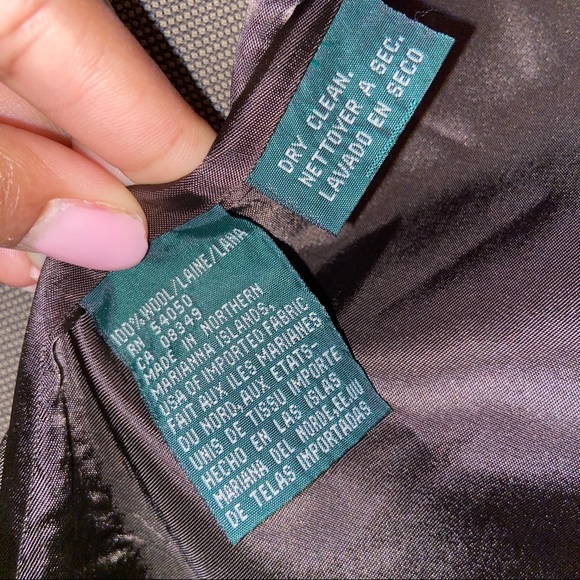 DRY CLEAN.
NETTOYER A SEC.
LAVADO EN SECO
100% WOOL/LAINE/LANA
RN 54050
CA 08349
MADE IN NORTHERN
MARIANNA ISLANDS,
USA OF IMPORTED FABRIC
FAIT AUX ILES MARIANES
DU NORD, AUX ETATS-
UNIS DE TISSU IMPORTE
HECHO EN LAS ISLAS
MARIANA DEL NORDE.EE.UU
DE TELAS IMPORTADAS